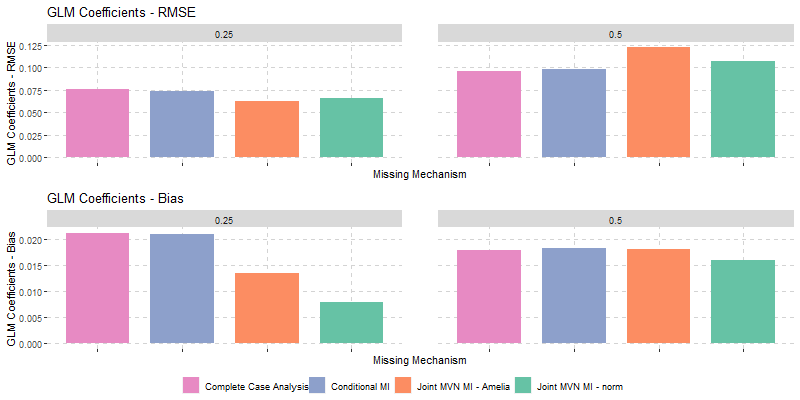 GLM Coefficients - RMSE
0.25
0.5
GLM Coefficients - RMSE
0.125
0.100
0.075
0.050
0.025
0.000
Missing Mechanism
GLM Coefficients - Bias
0.25
0.5
GLM Coefficients - Bias
0.020
0.015
0.010
0.005
0.000
Missing Mechanism
Complete Case Analysis Conditional MI Joint MVN MI - Amelia Joint MVN MI - norm